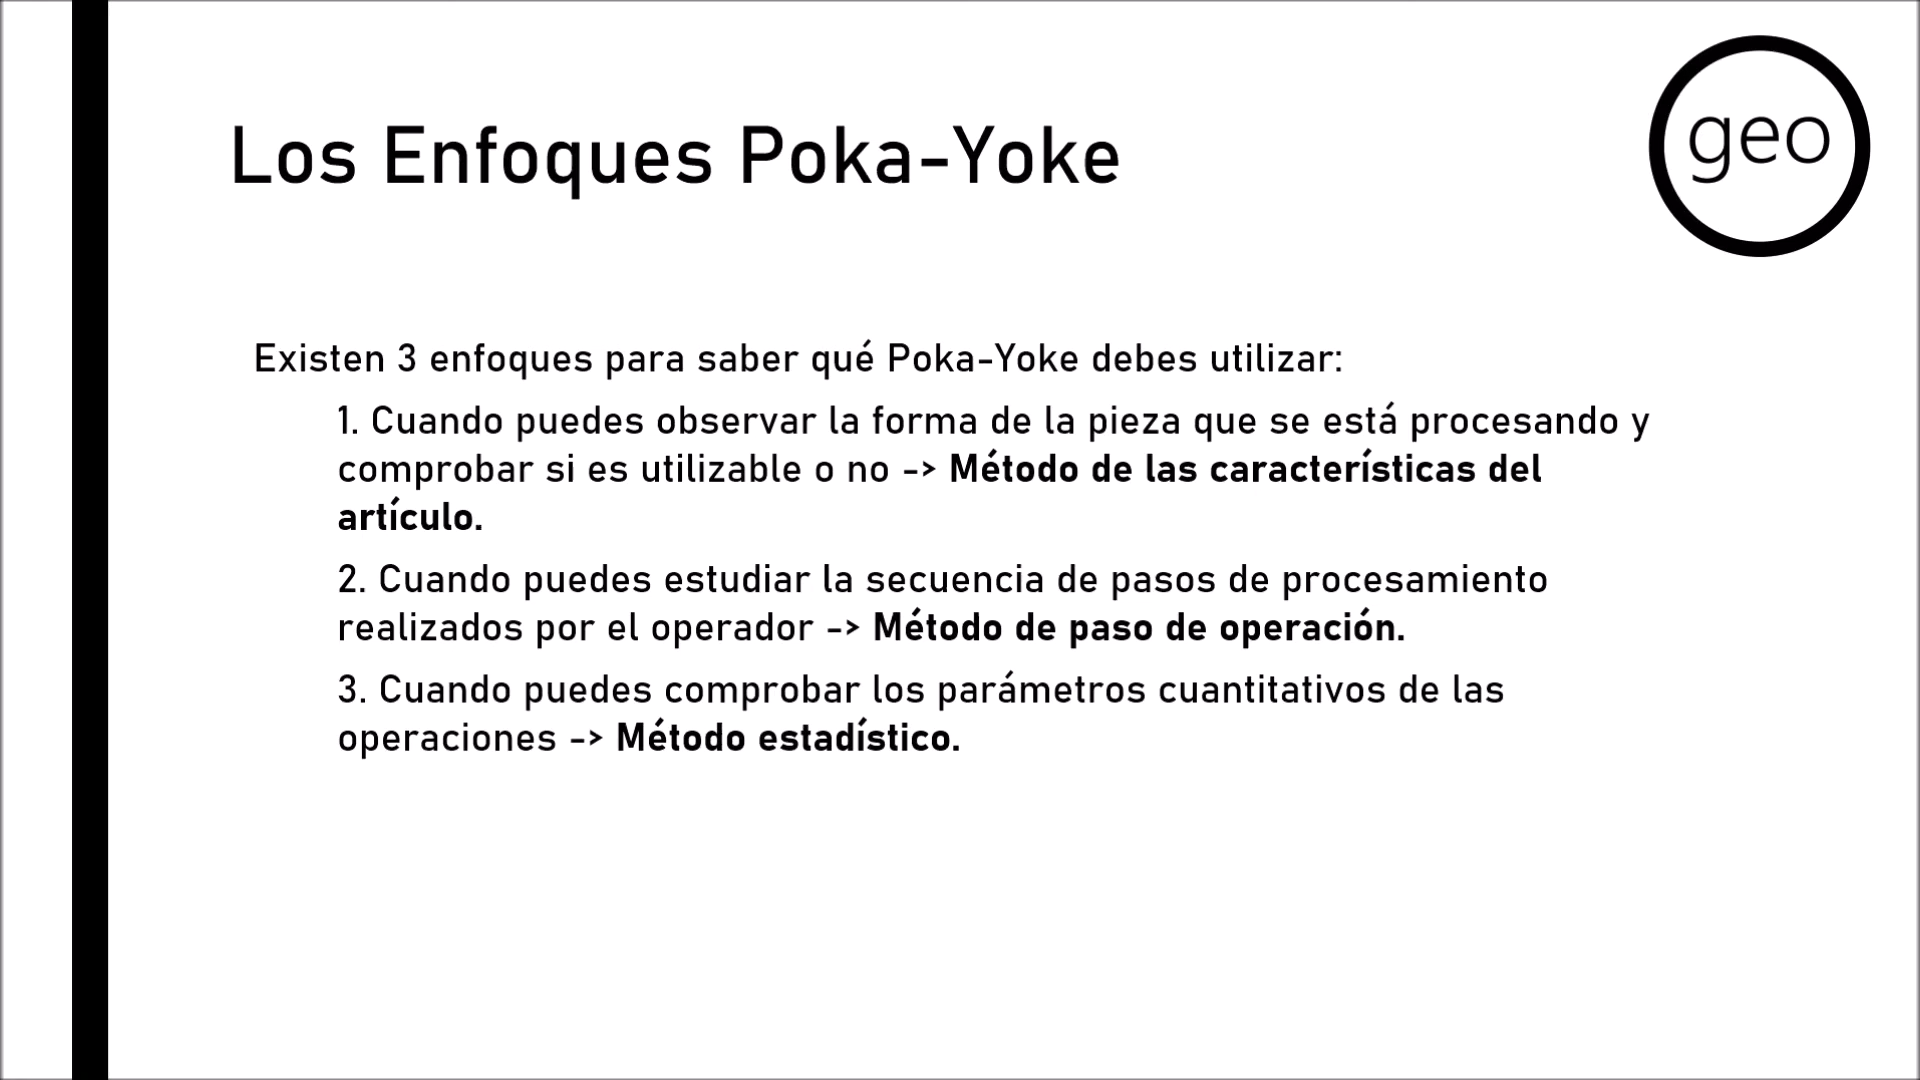 Los Enfoques Poka-Yoke
geo
Existen 3 enfoques para saber qué Poka-Yoke debes utilizar:
1. Cuando puedes observar la forma de la pieza que se está procesando y
comprobar si es utilizable o no -> Método de las características del
artículo.
2. Cuando puedes estudiar la secuencia de pasos de procesamiento
realizados por el operador -> Método de paso de operación.
3. Cuando puedes comprobar los parámetros cuantitativos de las
operaciones -> Método estadístico.